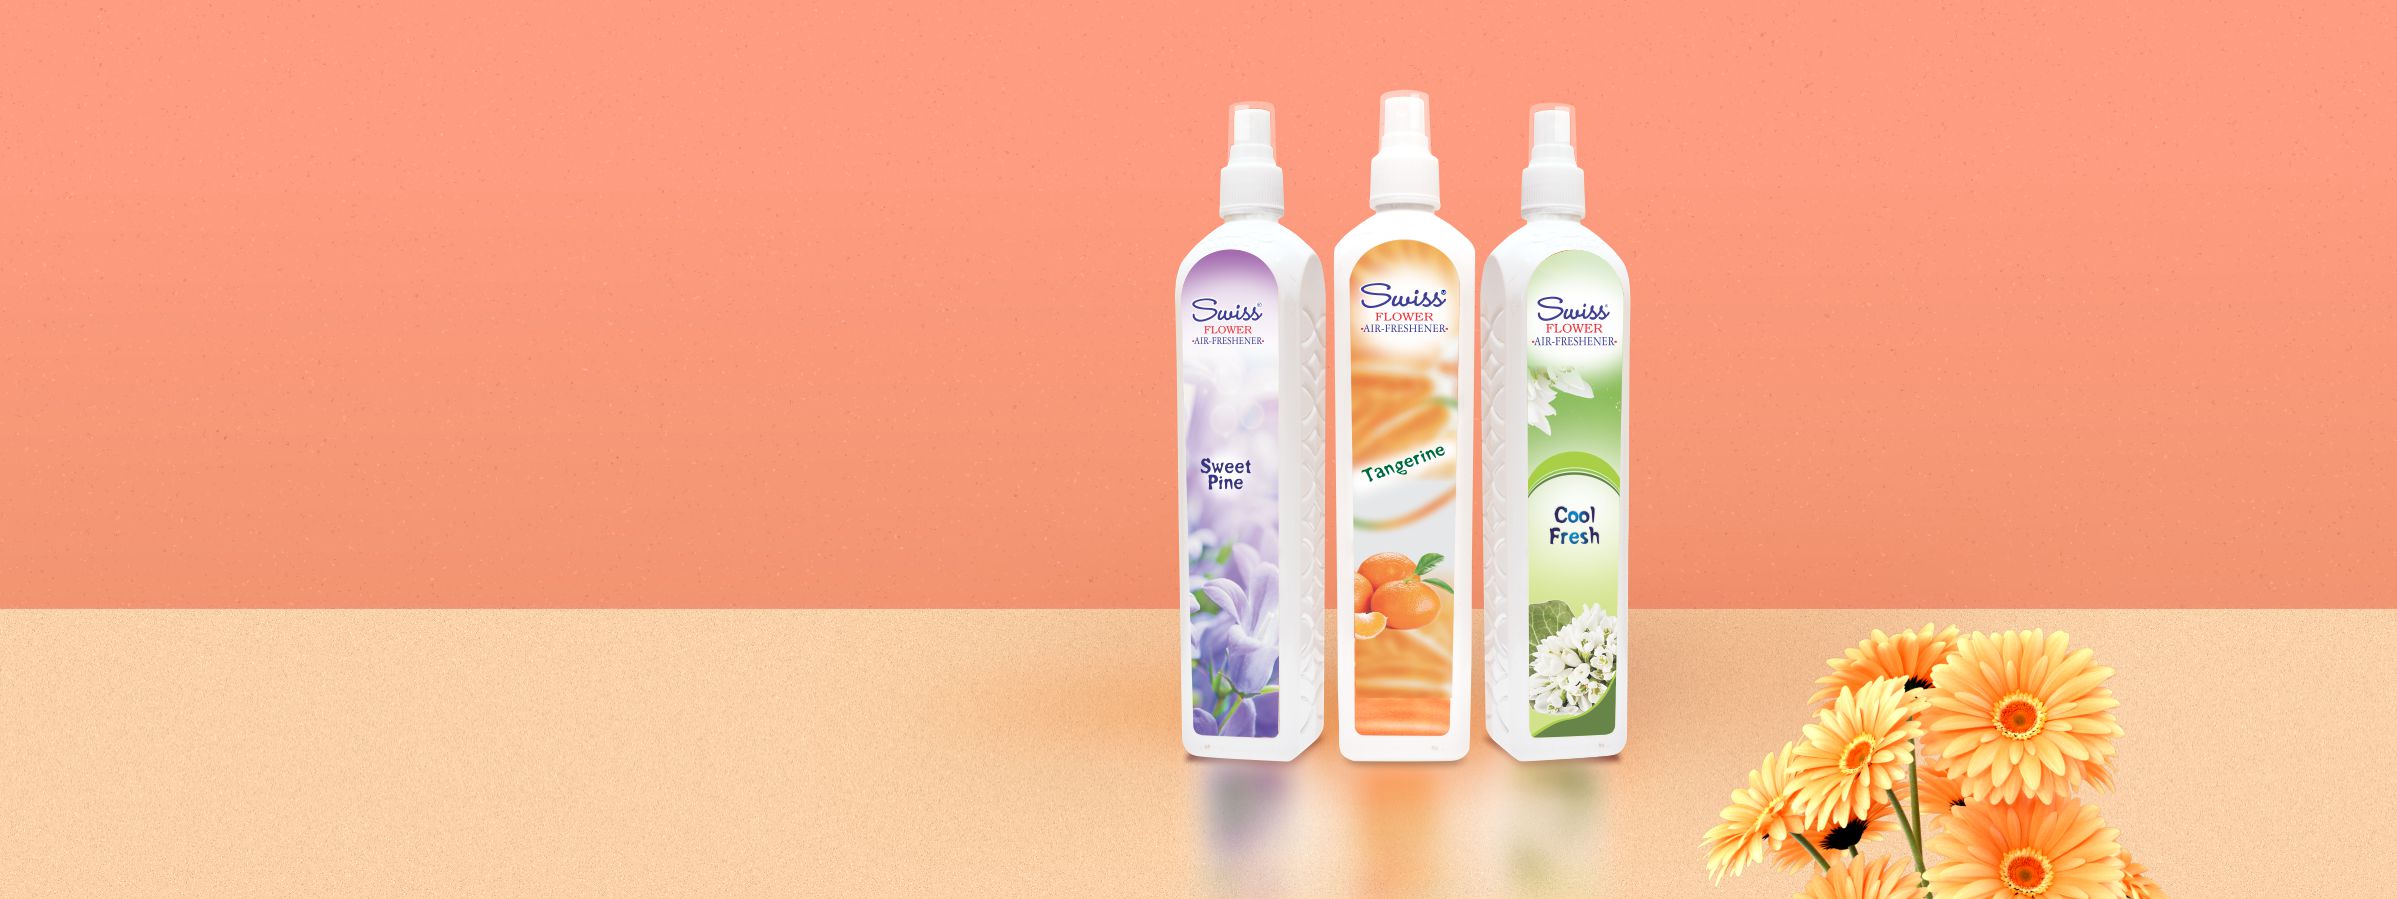 Swiss®
FLOWER
•AIR-FRESHENER•
Sweet
Pine
Swiss®
FLOWER
•AIR-FRESHENER•
Tangerine
Swiss®
FLOWER
•AIR-FRESHENER•
Cool
Fresh